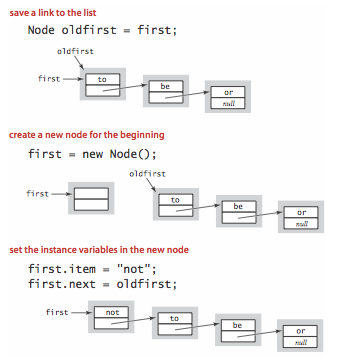 save a link to the list
Node oldfirst = first;
oldfirst
first
to
be
or
null
create a new node for the beginning
first = new Node();
oldfirst
first
to
be
or
null
set the instance variables in the new node
first.item = "not";
first.next = oldfirst;
first
not
to
be
or
null